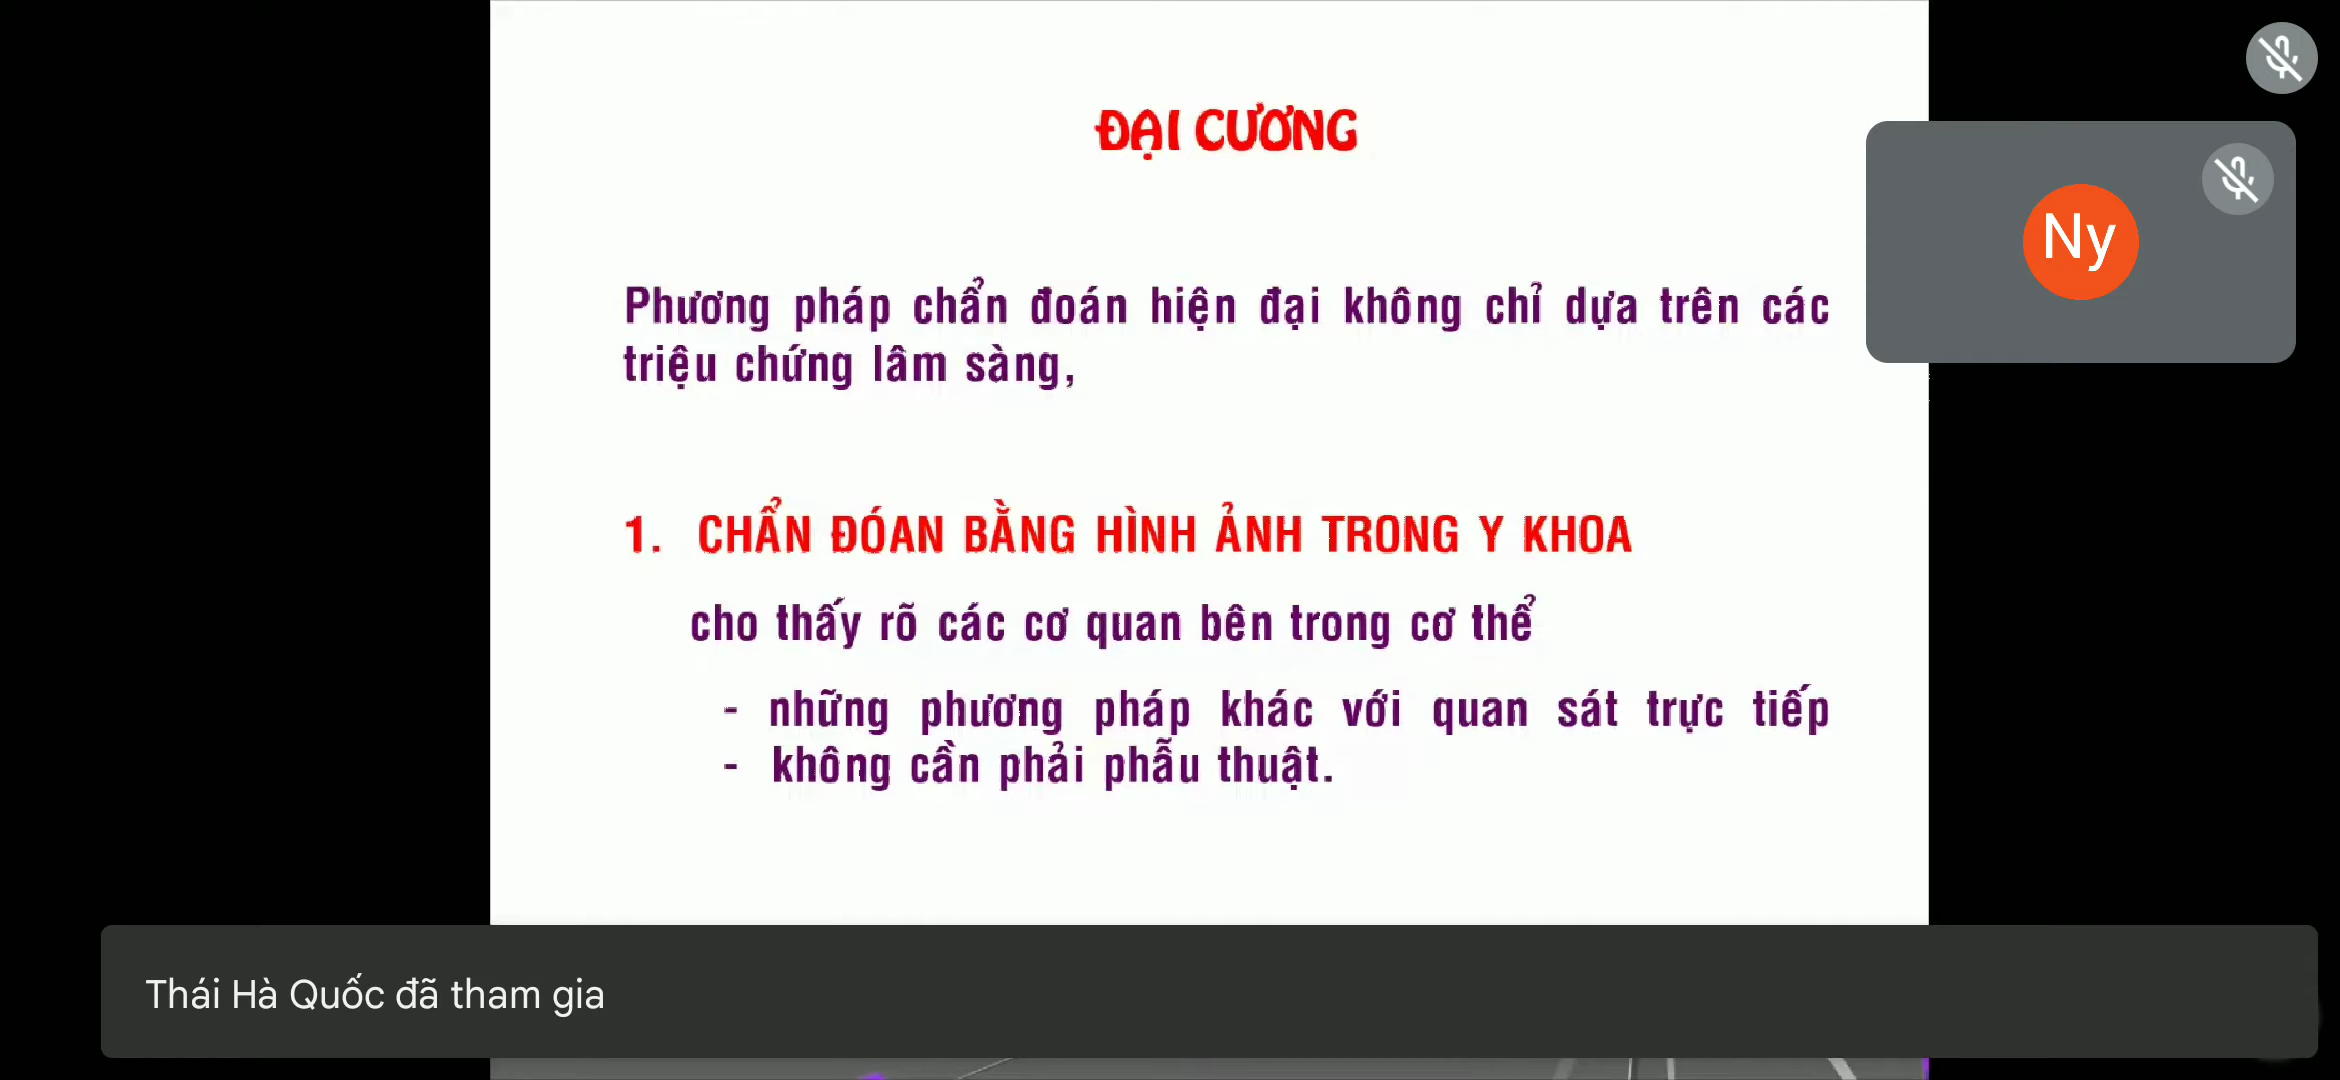 ĐẠI CƯƠNG
Ny
Phương pháp chẩn đoán hiện đại không chỉ dựa trên các
triệu chứng lâm sàng,
1. CHẨN ĐÓAN BẰNG HÌNH ẢNH TRONG Y KHOA
cho thấy rõ các cơ quan bên trong cơ thể
- những phương pháp khác với quan sát trực tiếp
- không cần phải phẫu thuật.
Thái Hà Quốc đã tham gia